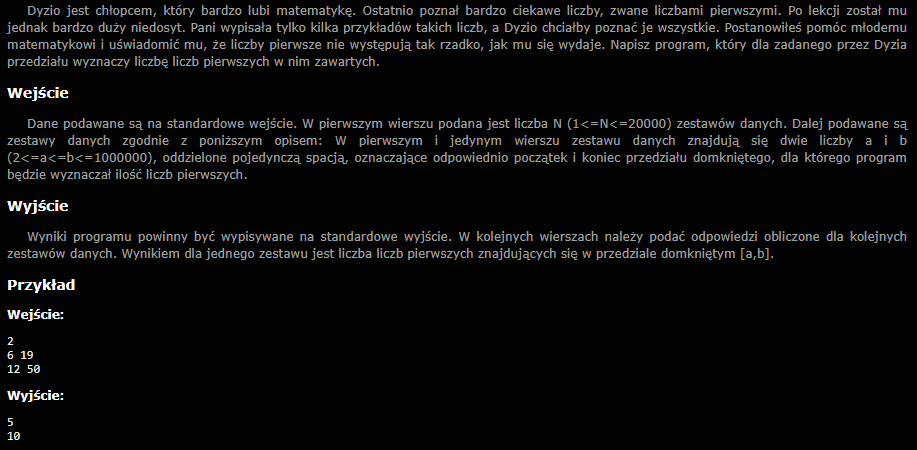 Dyzio jest chłopcem, który bardzo lubi matematykę. Ostatnio poznał bardzo ciekawe liczby, zwane liczbami pierwszymi. Po lekcji został mu
jednak bardzo duży niedosyt. Pani wypisała tylko kilka przykładów takich liczb, a Dyzio chciałby poznać je wszystkie. Postanowiłeś pomóc młodemu
matematykowi i uświadomić mu, że liczby pierwsze nie występują tak rzadko, jak mu się wydaje. Napisz program, który dla zadanego przez Dyzia
przedziału wyznaczy liczbę liczb pierwszych w nim zawartych.
Wejście
Dane podawane są na standardowe wejście. W pierwszym wierszu podana jest liczba N (1<=N<=20000) zestawów danych. Dalej podawane są
zestawy danych zgodnie z poniższym opisem: W pierwszym i jedynym wierszu zestawu danych znajdują się dwie liczby a i b
(2<=a<=b<=1000000), oddzielone pojedynczą spacją, oznaczające odpowiednio początek i koniec przedziału domkniętego, dla którego program
będzie wyznaczał ilość liczb pierwszych.
Wyjście
Wyniki programu powinny być wypisywane na standardowe wyjście. W kolejnych wierszach należy podać odpowiedzi obliczone dla kolejnych
zestawów danych. Wynikiem dla jednego zestawu jest liczba liczb pierwszych znajdujących się w przedziale domkniętym [a,b].
Przykład
Wejście:
2
6 19
12 50
Wyjście:
5
10